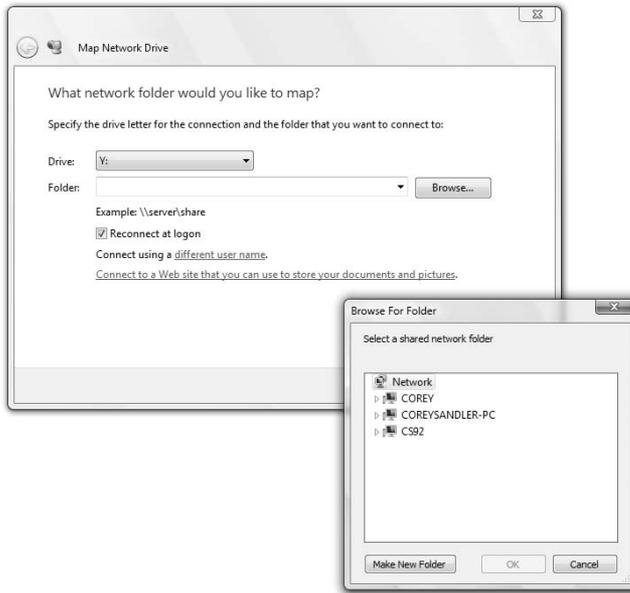 Map Network Drive
What network folder would you like to map?
Specify the drive letter for the connection and the folder that you want to connect to:
Drive: Y:
Folder: Browse...
Example: \\server\share
Reconnect at logon
Connect using a different user name.
Connect to a Web site that you can use to store your documents and pictures.
Browse For Folder
Select a shared network folder
Network
COREY
COREYSANDLER-PC
CS92
Make New Folder OK Cancel